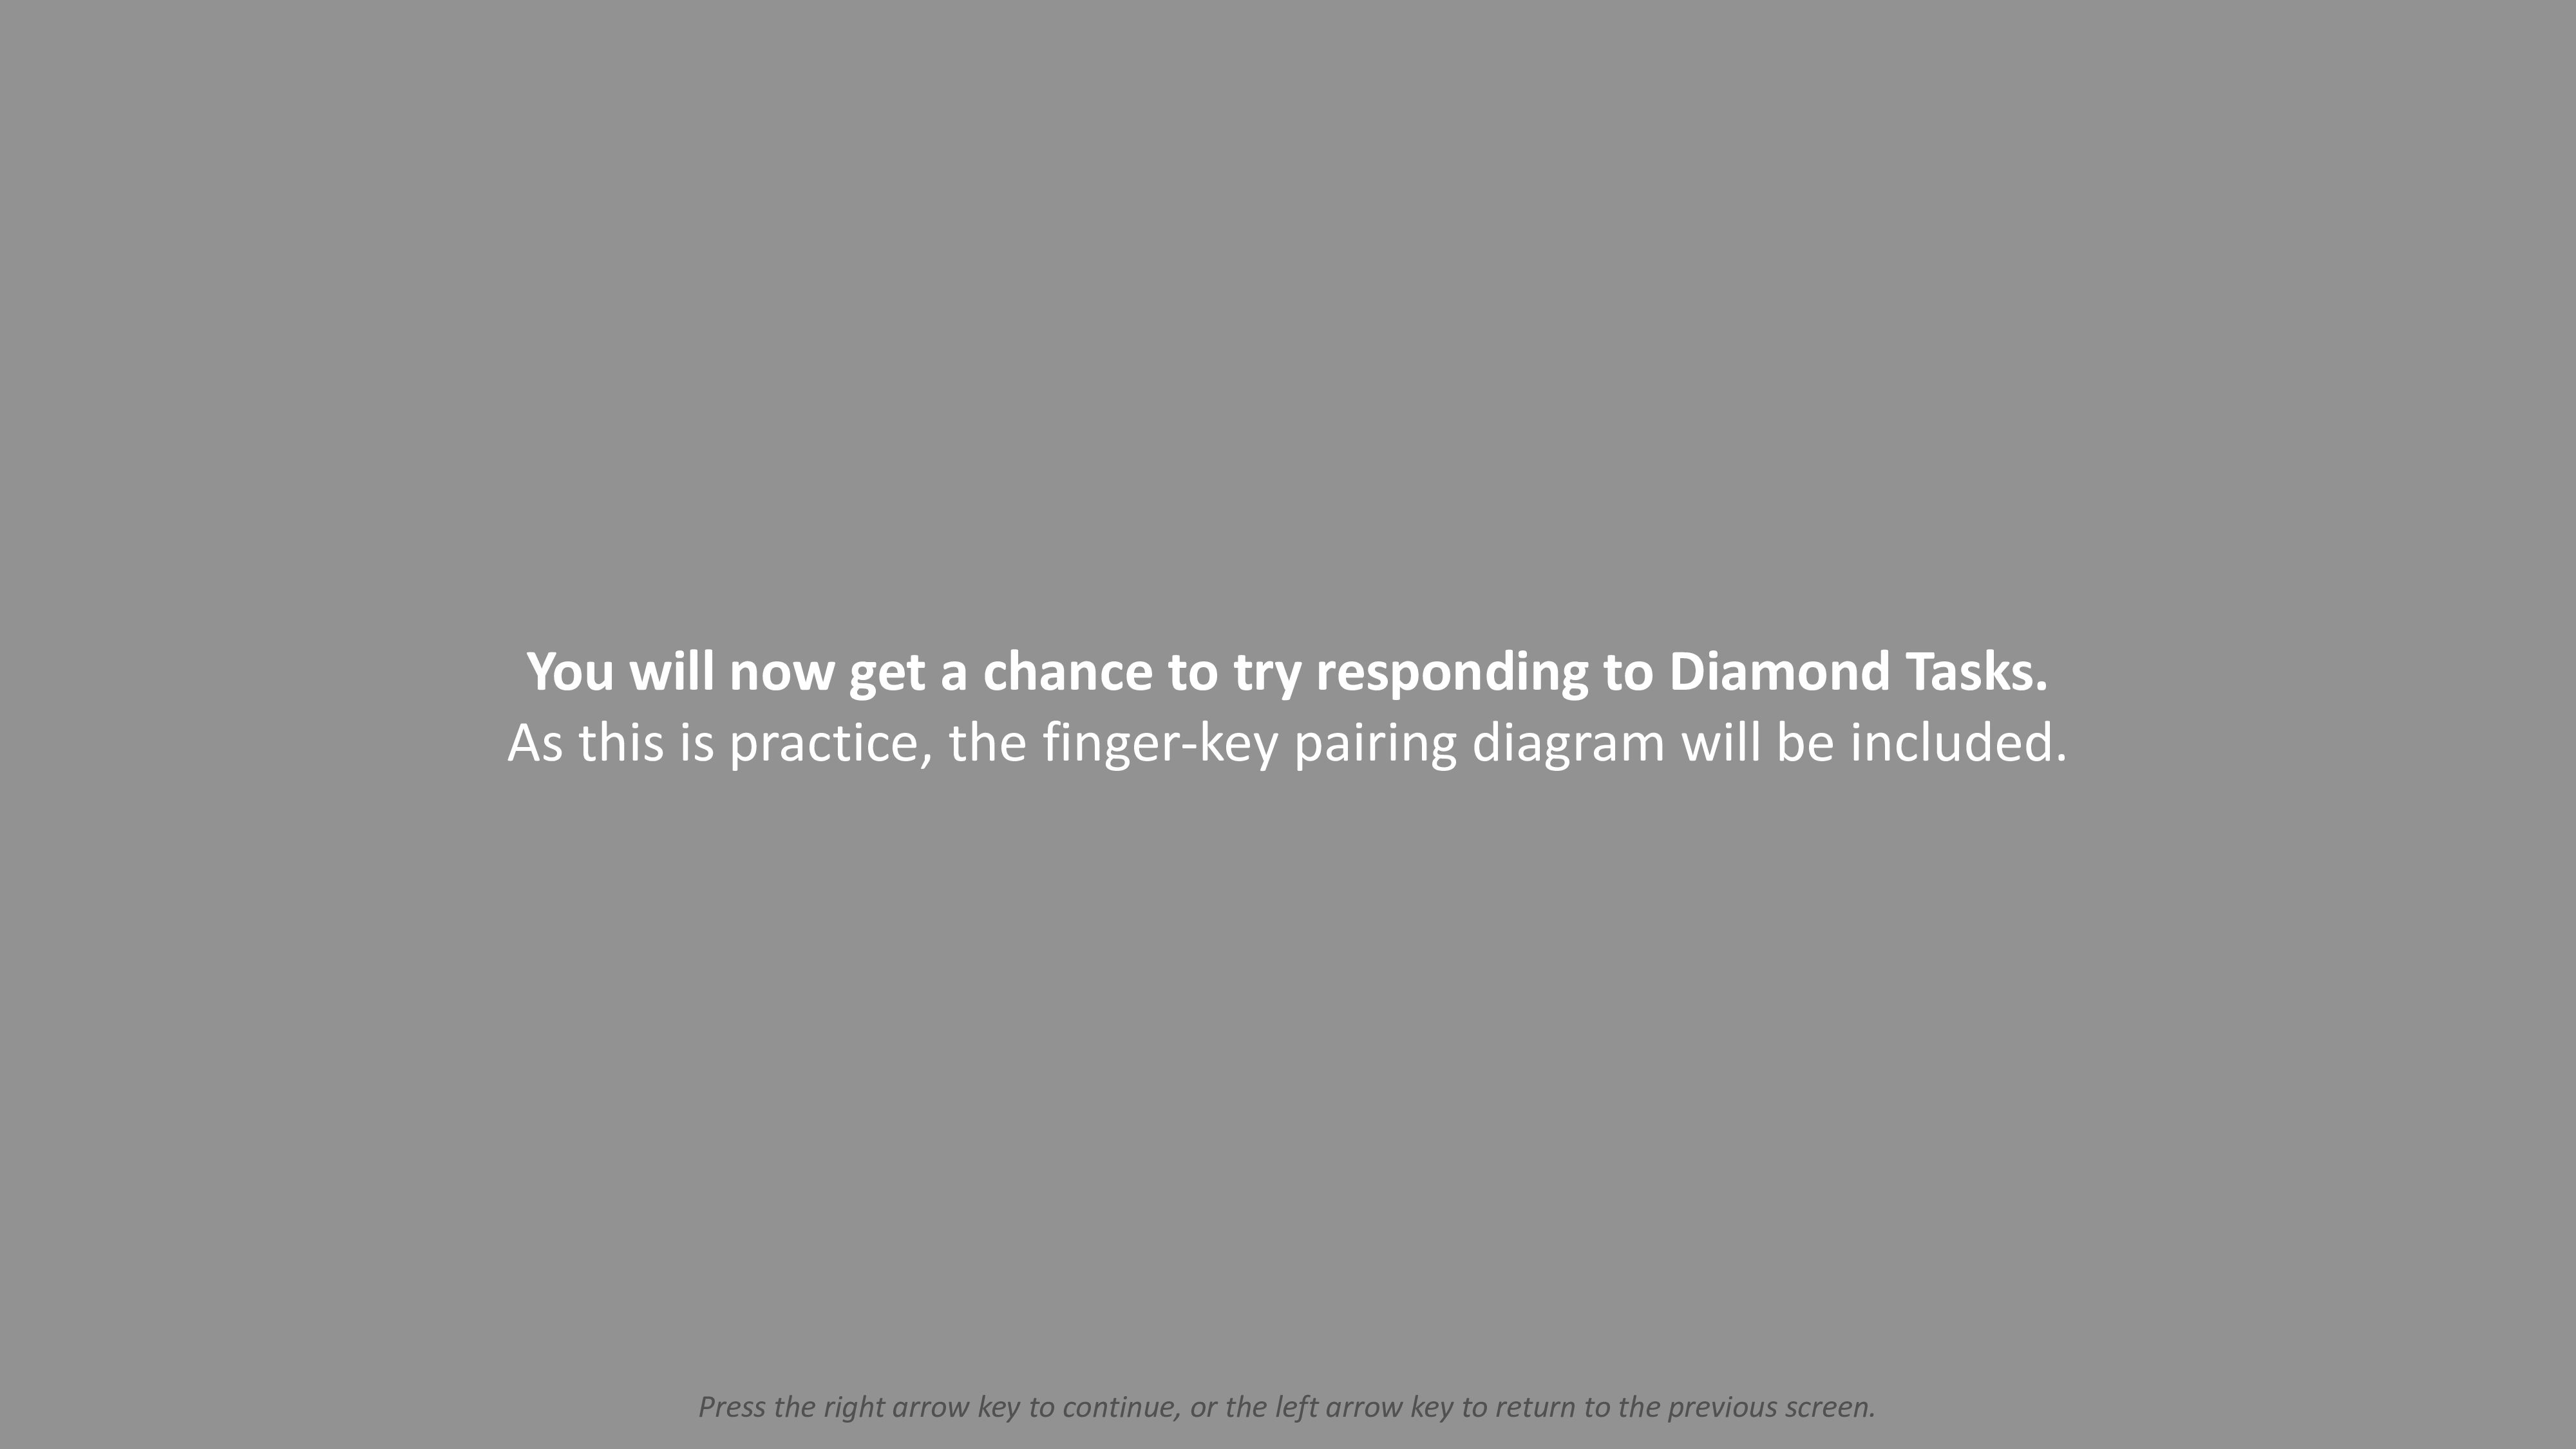 You will now get a chance to try responding to Diamond Tasks.
As this is practice, the finger-key pairing diagram will be included.
Press the right arrow key to continue, or the left arrow key to return to the previous screen.